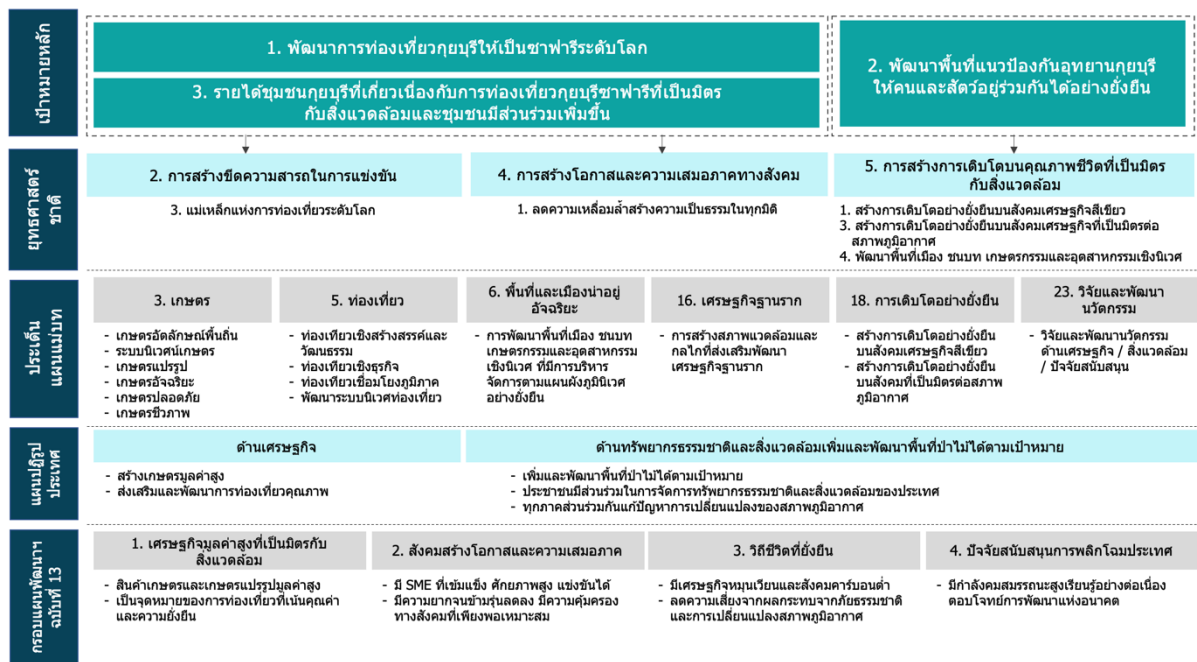 เป้าหมายหลัก
1. พัฒนาการท่องเที่ยวกุยบุรีให้เป็นซาฟารีระดับโลก
3. รายได้ชุมชนกุยบุรีที่เกี่ยวเนื่องกับการท่องเที่ยวกุยบุรีซาฟารีที่เป็นมิตร
กับสิ่งแวดล้อมและชุมชนมีส่วนร่วมเพิ่มขึ้น
2. พัฒนาพื้นที่แนวป้องกันอุทยานกุยบุรี
ให้คนและสัตว์อยู่ร่วมกันได้อย่างยั่งยืน
ยุทธศาสตร์
ชาติ
2. การสร้างขีดความสารถในการแข่งขัน
3. แม่เหล็กแห่งการท่องเที่ยวระดับโลก
4. การสร้างโอกาสและความเสมอภาคทางสังคม
1. ลดความเหลื่อมล้ำสร้างความเป็นธรรมในทุกมิติ
5. การสร้างการเติบโตบนคุณภาพชีวิตที่เป็นมิตร
กับสิ่งแวดล้อม
1. สร้างการเติบโตอย่างยั่งยืนบนสังคมเศรษฐกิจสีเขียว
3. สร้างการเติบโตอย่างยั่งยืนบนสังคมเศรษฐกิจที่เป็นมิตรต่อ
สภาพภูมิอากาศ
4. พัฒนาพื้นที่เมือง ชนบท เกษตรกรรมและอุตสาหกรรมเชิงนิเวศ
ประเด็น
แผนแม่บท
3. เกษตร
- เกษตรอัตลักษณ์พื้นถิ่น
- ระบบนิเวศน์เกษตร
- เกษตรแปรรูป
- เกษตรอัจฉริยะ
- เกษตรปลอดภัย
- เกษตรชีวภาพ
5. ท่องเที่ยว
- ท่องเที่ยวเชิงสร้างสรรค์และ
วัฒนธรรม
- ท่องเที่ยวเชิงธุรกิจ
- ท่องเที่ยวเชื่อมโยงภูมิภาค
- พัฒนาระบบนิเวศท่องเที่ยว
6. พื้นที่และเมืองน่าอยู่
อัจฉริยะ
- การพัฒนาพื้นที่เมือง ชนบท
เกษตรกรรมและอุตสาหกรรม
เชิงนิเวศ ที่มีการบริหาร
จัดการตามแผนผังภูมินิเวศ
อย่างยั่งยืน
16. เศรษฐกิจฐานราก
- การสร้างสภาพแวดล้อมและ
กลไกที่ส่งเสริมพัฒนา
เศรษฐกิจฐานราก
18. การเติบโตอย่างยั่งยืน
- สร้างการเติบโตอย่างยั่งยืน
บนสังคมเศรษฐกิจสีเขียว
- สร้างการเติบโตอย่างยั่งยืน
บนสังคมที่เป็นมิตรต่อสภาพ
ภูมิอากาศ
23. วิจัยและพัฒนา
นวัตกรรม
- วิจัยและพัฒนานวัตกรรม
ด้านเศรษฐกิจ / สิ่งแวดล้อม
/ ปัจจัยสนับสนุน
แผนปฏิรูป
ประเทศ
ด้านเศรษฐกิจ
- สร้างเกษตรมูลค่าสูง
- ส่งเสริมและพัฒนาการท่องเที่ยวคุณภาพ
ด้านทรัพยากรธรรมชาติและสิ่งแวดล้อมเพิ่มและพัฒนาพื้นที่ป่าไม้ได้ตามเป้าหมาย
- เพิ่มและพัฒนาพื้นที่ป่าไม้ได้ตามเป้าหมาย
- ประชาชนมีส่วนร่วมในการจัดการทรัพยากรธรรมชาติและสิ่งแวดล้อมของประเทศ
- ทุกภาคส่วนร่วมกันแก้ปัญหาการเปลี่ยนแปลงของสภาพภูมิอากาศ
กรอบแผนพัฒนาฯ
ฉบับที่ 13
1. เศรษฐกิจมูลค่าสูงที่เป็นมิตรกับ
สิ่งแวดล้อม
- สินค้าเกษตรและเกษตรแปรรูปมูลค่าสูง
- เป็นจุดหมายของการท่องเที่ยวที่เน้นคุณค่า
และความยั่งยืน
2. สังคมสร้างโอกาสและความเสมอภาค
- มี SME ที่เข้มแข็ง ศักยภาพสูง แข่งขันได้
- มีความยากจนข้ามรุ่นลดลง มีความคุ้มครอง
ทางสังคมที่เพียงพอเหมาะสม
3. วิถีชีวิตที่ยั่งยืน
- มีเศรษฐกิจหมุนเวียนและสังคมคาร์บอนต่ำ
- ลดความเสี่ยงจากผลกระทบจากภัยธรรมชาติ
และการเปลี่ยนแปลงสภาพภูมิอากาศ
4. ปัจจัยสนับสนุนการพลิกโฉมประเทศ
- มีกำลังคมสมรรถนะสูงเรียนรู้อย่างต่อเนื่อง
ตอบโจทย์การพัฒนาแห่งอนาคต